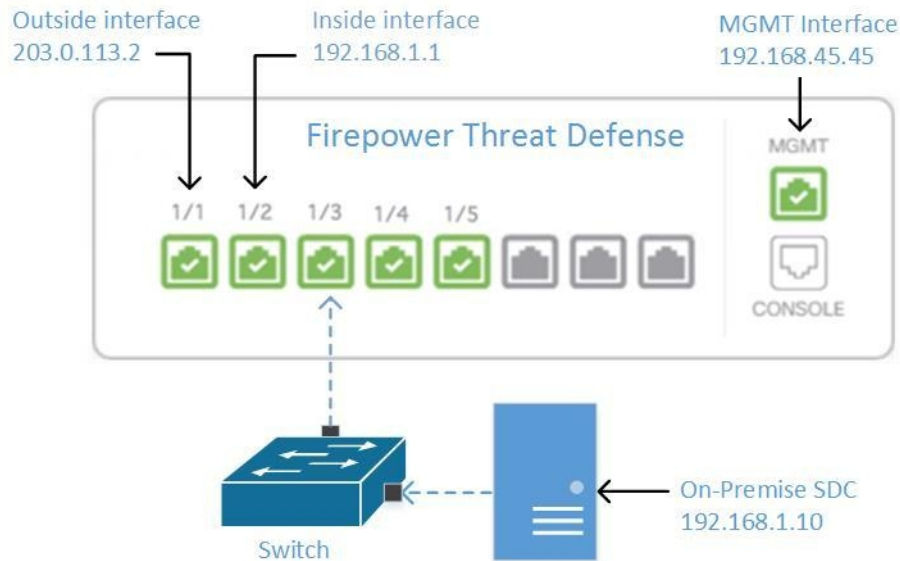 Outside interface
203.0.113.2
Inside interface
192.168.1.1
MGMT Interface
192.168.45.45
Firepower Threat Defense
MGMT
1/1 1/2 1/3 1/4 1/5
CONSOLE
On-Premise SDC
192.168.1.10
Switch